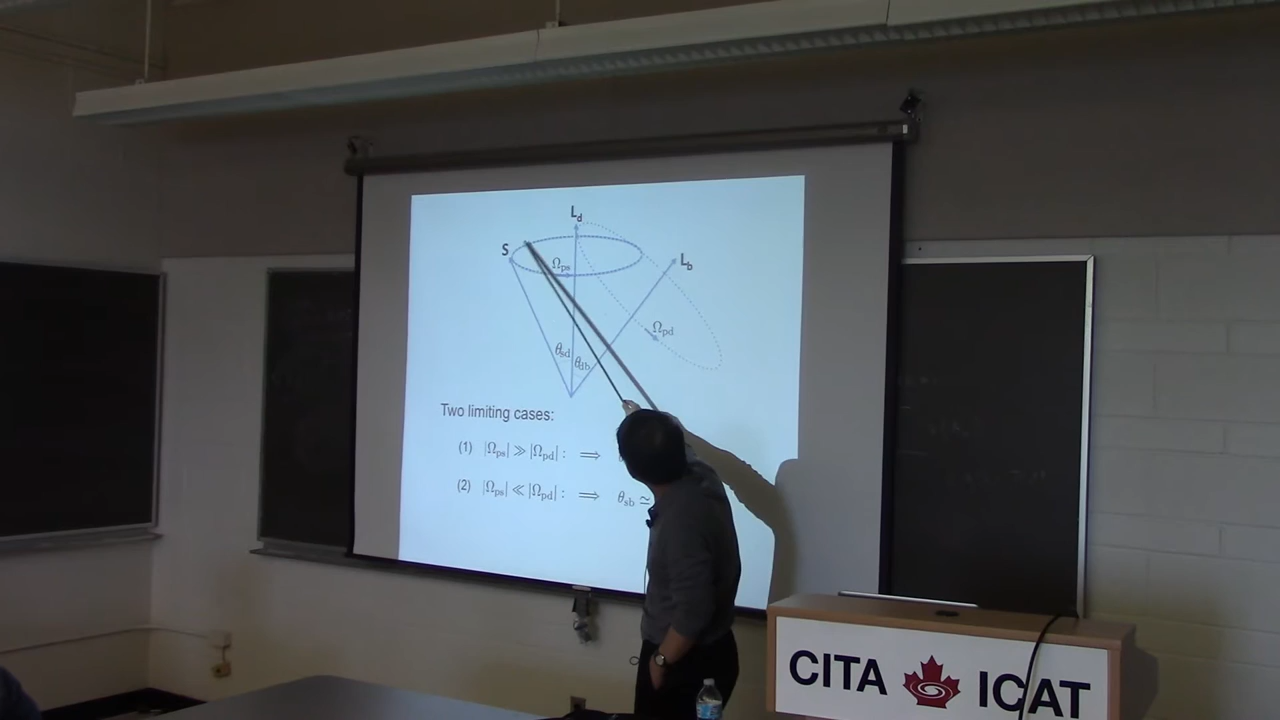 L_d
S
Ω_ps
L_b
Ω_pd
θ_sd θ_db
Two limiting cases:
(1) |Ω_ps| ≫ |Ω_pd| : ⟹
(2) |Ω_ps| ≪ |Ω_pd| : ⟹ θ_sb ≃
CITA ICAT